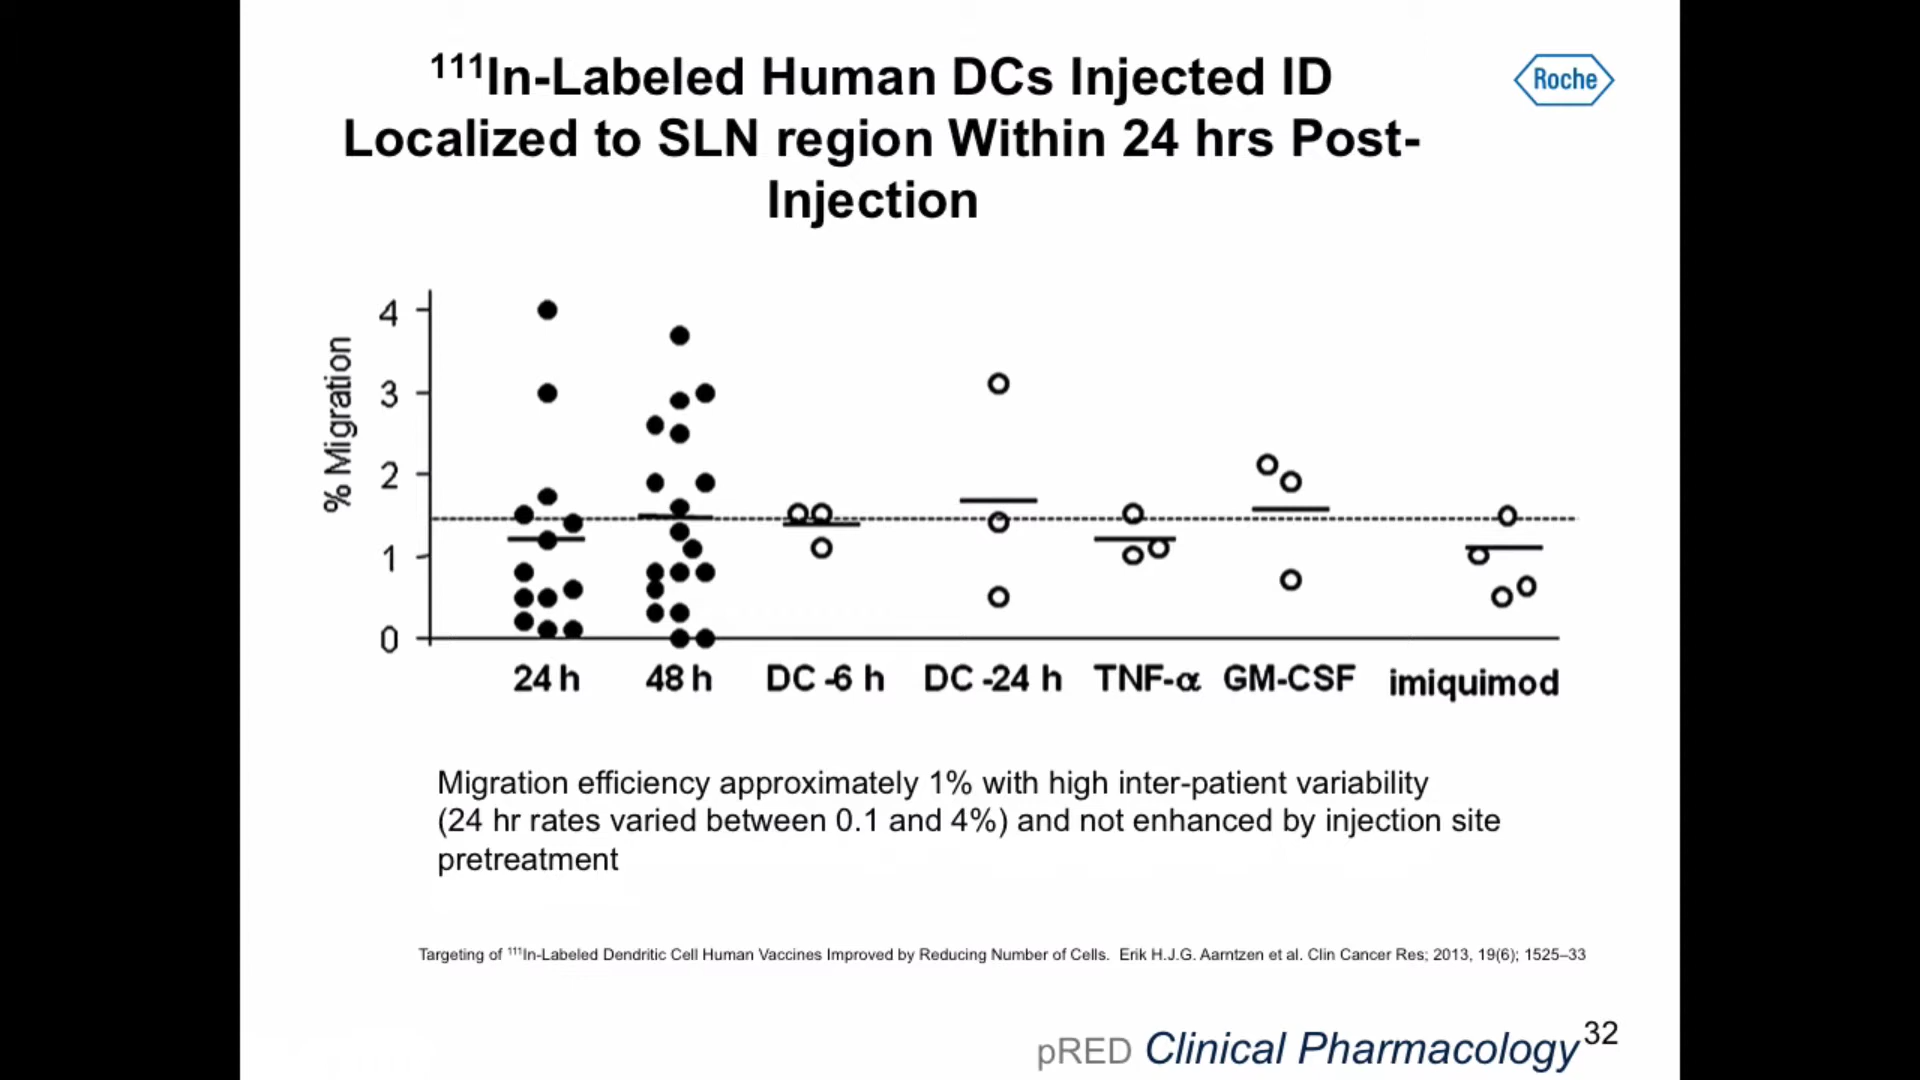 ¹¹¹In-Labeled Human DCs Injected ID
Roche
Localized to SLN region Within 24 hrs Post-
Injection
% Migration
4
3
2
1
0
24 h 48 h DC -6 h DC -24 h TNF-α GM-CSF imiquimod
Migration efficiency approximately 1% with high inter-patient variability
(24 hr rates varied between 0.1 and 4%) and not enhanced by injection site
pretreatment
Targeting of ¹¹¹In-Labeled Dendritic Cell Human Vaccines Improved by Reducing Number of Cells. Erik H.J.G. Aarntzen et al. Clin Cancer Res; 2013, 19(6); 1525–33
pRED Clinical Pharmacology 32